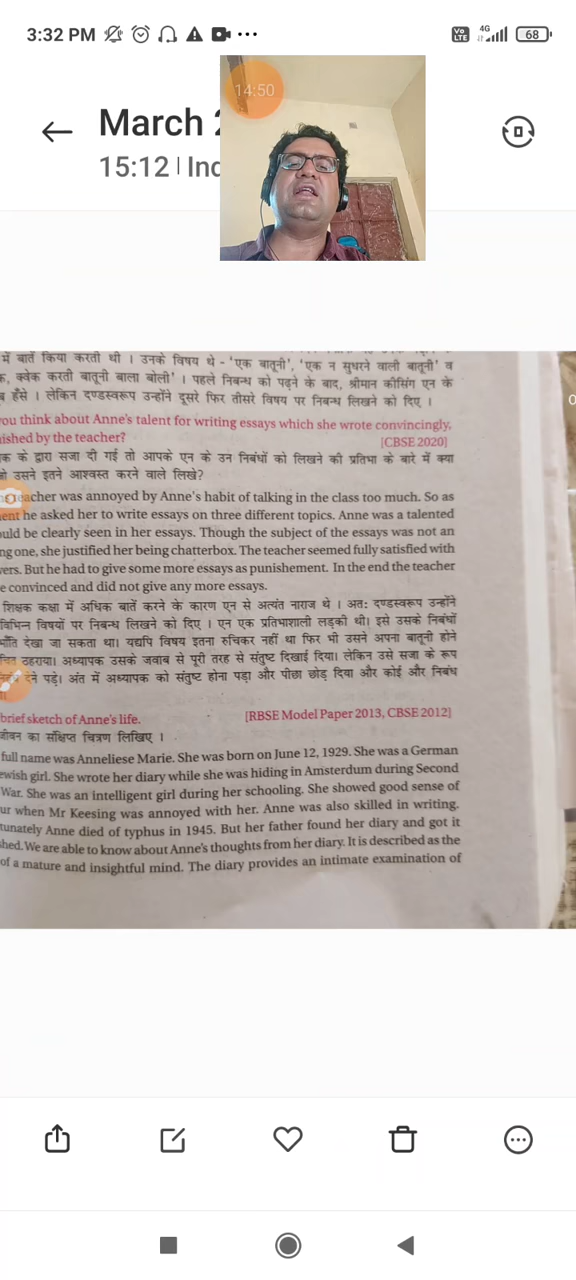 3:32 PM
Vo LTE 4G 68
14:50
March 2
15:12 | Ind
में बातें किया करती थी । उनके विषय थे - 'एक बातूनी', 'एक न सुधरने वाली बातूनी' व
क, क्वेक करती बातूनी बाला बोली' । पहले निबन्ध को पढ़ने के बाद, श्रीमान कीसिंग एन के
हँसे । लेकिन दण्डस्वरूप उन्होंने दूसरे फिर तीसरे विषय पर निबन्ध लिखने को दिए ।
you think about Anne's talent for writing essays which she wrote convincingly,
ished by the teacher? [CBSE 2020]
क के द्वारा सजा दी गई तो आपके एन के उन निबंधों को लिखने की प्रतिभा के बारे में क्या
उसने इतने आश्वस्त करने वाले लिखे?
eacher was annoyed by Anne's habit of talking in the class too much. So as
ent he asked her to write essays on three different topics. Anne was a talented
uld be clearly seen in her essays. Though the subject of the essays was not an
ng one, she justified her being chatterbox. The teacher seemed fully satisfied with
vers. But he had to give some more essays as punishement. In the end the teacher
e convinced and did not give any more essays.
शिक्षक कक्षा में अधिक बातें करने के कारण एन से अत्यंत नाराज थे । अत: दण्डस्वरूप उन्होंने
विभिन विषयों पर निबन्ध लिखने को दिए । एन एक प्रतिभाशाली लड़की थी। इसे उसके निबंधों
भाँति देखा जा सकता था। यद्यपि विषय इतना रुचिकर नहीं था फिर भी उसने अपना बातूनी होने
चित ठहराया। अध्यापक उसके जवाब से पूरी तरह से संतुष्ट दिखाई दिया। लेकिन उसे सजा के रूप
देने पड़े। अंत में अध्यापक को संतुष्ट होना पड़ा और पीछा छोड़ दिया और कोई और निबंध
brief sketch of Anne's life. [RBSE Model Paper 2013, CBSE 2012]
जीवन का संक्षिप्त चित्रण लिखिए ।
full name was Anneliese Marie. She was born on June 12, 1929. She was a German
ewish girl. She wrote her diary while she was hiding in Amsterdam during Second
War. She was an intelligent girl during her schooling. She showed good sense of
ur when Mr Keesing was annoyed with her. Anne was also skilled in writing.
tunately Anne died of typhus in 1945. But her father found her diary and got it
shed. We are able to know about Anne's thoughts from her diary. It is described as the
of a mature and insightful mind. The diary provides an intimate examination of